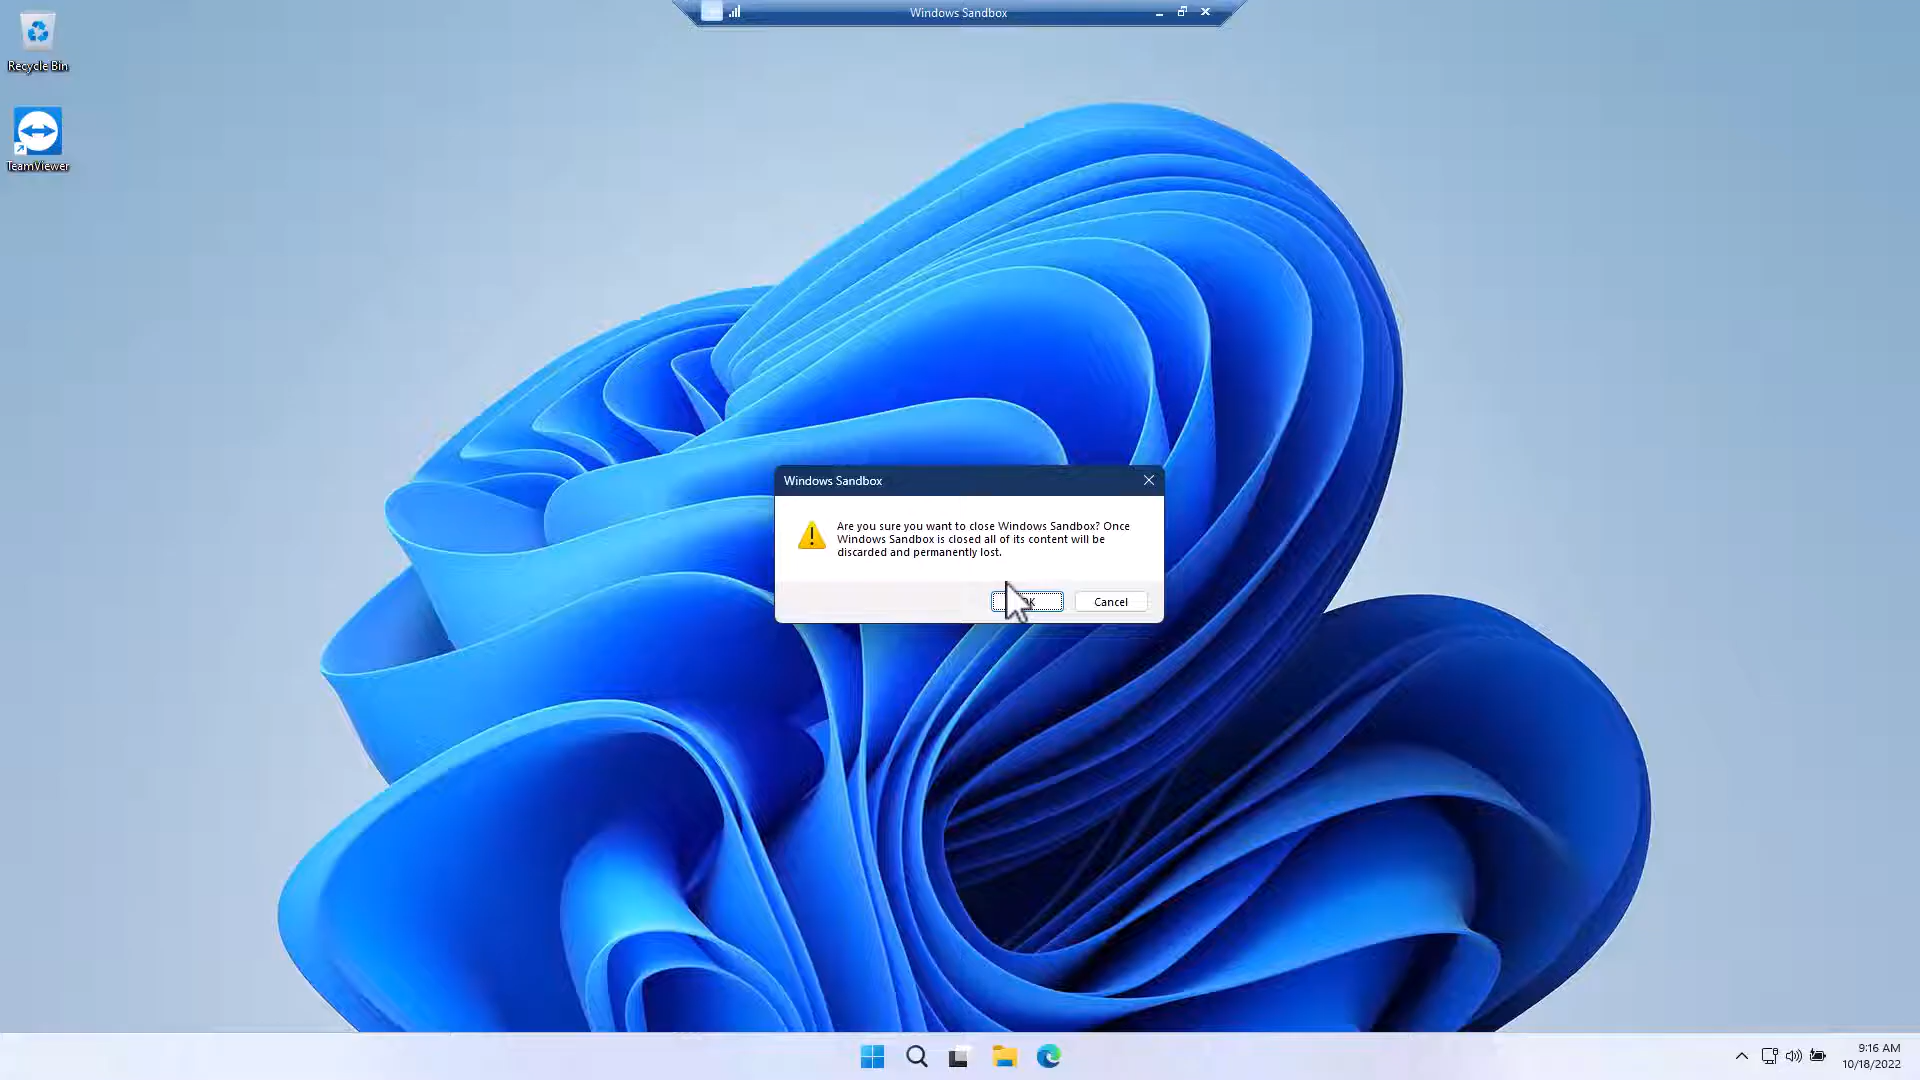 Windows Sandbox
Recycle Bin
TeamViewer
Windows Sandbox
Are you sure you want to close Windows Sandbox? Once
Windows Sandbox is closed all of its content will be
discarded and permanently lost.
Cancel
9:16 AM
10/18/2022